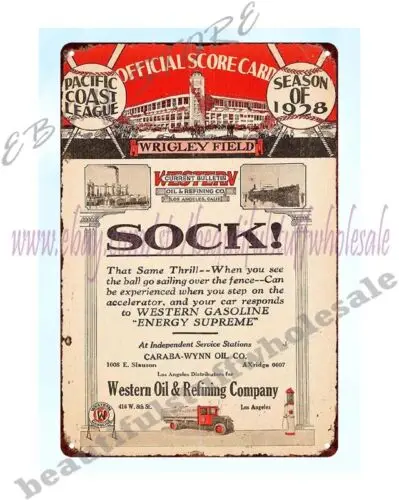 OFFICIAL SCORE CARD
PACIFIC
COAST
LEAGUE
SEASON
OF
1928
WRIGLEY FIELD
CURRENT BULLETIN
WESTERN
OIL & REFINING CO.
LOS ANGELES, CALIF.
SOCK!
That Same Thrill--When you see
the ball go sailing over the fence--Can
be experienced when you step on the
accelerator, and your car responds
to WESTERN GASOLINE
"ENERGY SUPREME"
At Independent Service Stations
CARABA-WYNN OIL CO.
1008 E. Slauson AXridge 0607
Los Angeles Distributors for
Western Oil & Refining Company
416 W. 8th St. Los Angeles